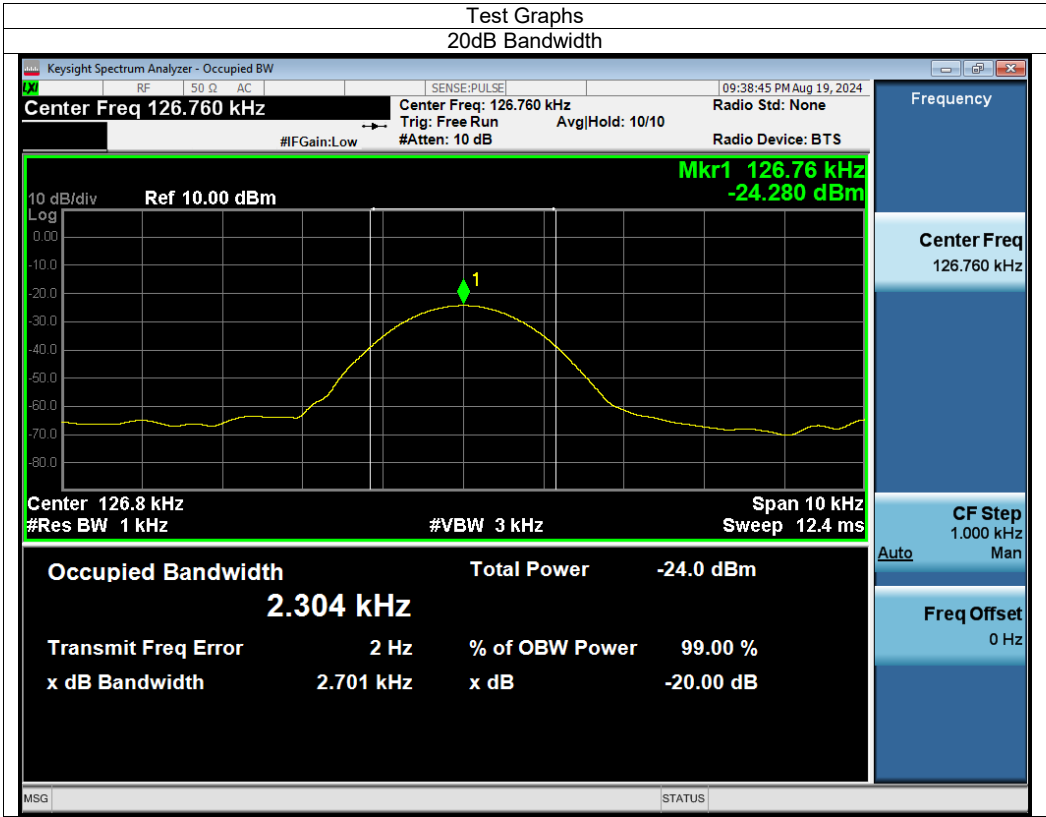 Test Graphs
20dB Bandwidth
Keysight Spectrum Analyzer - Occupied BW
LXI RF 50 Ω AC SENSE:PULSE 09:38:45 PM Aug 19, 2024
Center Freq 126.760 kHz Center Freq: 126.760 kHz Radio Std: None
Trig: Free Run Avg|Hold: 10/10
#IFGain:Low #Atten: 10 dB Radio Device: BTS
Frequency
Mkr1 126.76 kHz
10 dB/div Ref 10.00 dBm -24.280 dBm
Log
0.00
-10.0
1
-20.0
-30.0
-40.0
-50.0
-60.0
-70.0
-80.0
Center 126.8 kHz Span 10 kHz
#Res BW 1 kHz #VBW 3 kHz Sweep 12.4 ms
Occupied Bandwidth Total Power -24.0 dBm
2.304 kHz
Transmit Freq Error 2 Hz % of OBW Power 99.00 %
x dB Bandwidth 2.701 kHz x dB -20.00 dB
Center Freq
126.760 kHz
CF Step
1.000 kHz
Auto Man
Freq Offset
0 Hz
MSG STATUS